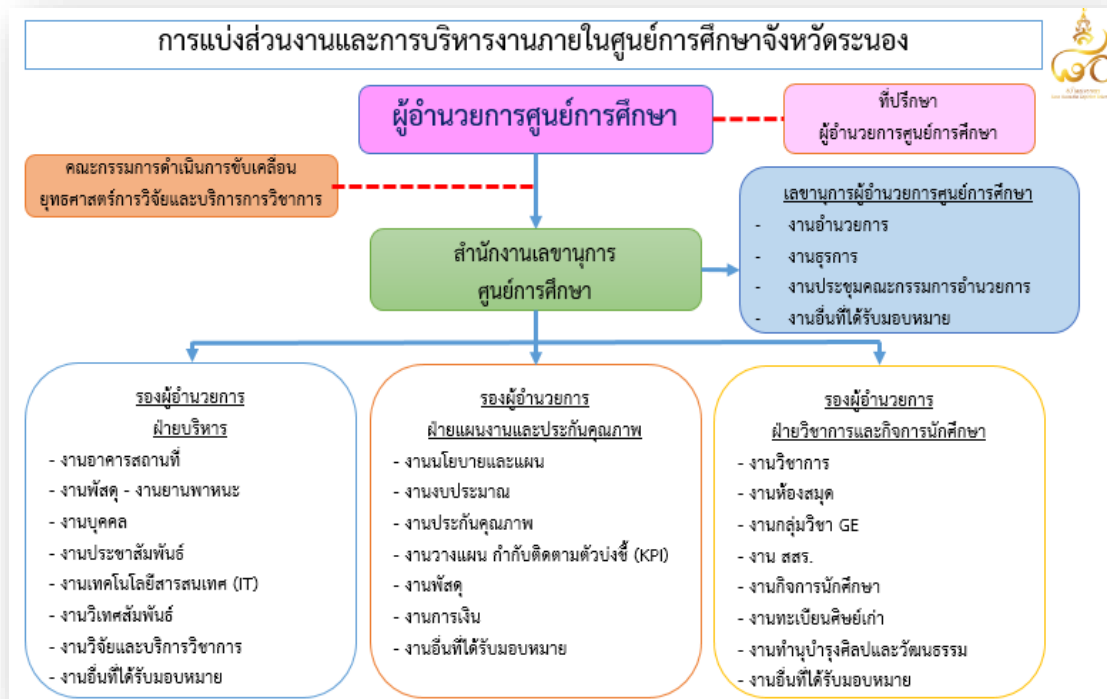 การแบ่งส่วนงานและการบริหารงานภายในศูนย์การศึกษาจังหวัดระนอง
ผู้อำนวยการศูนย์การศึกษา
ที่ปรึกษา
ผู้อำนวยการศูนย์การศึกษา
คณะกรรมการดำเนินการขับเคลื่อน
ยุทธศาสตร์การวิจัยและบริการการวิชาการ
สำนักงานเลขานุการ
ศูนย์การศึกษา
เลขานุการผู้อำนวยการศูนย์การศึกษา
- งานอำนวยการ
- งานธุรการ
- งานประชุมคณะกรรมการอำนวยการ
- งานอื่นที่ได้รับมอบหมาย
รองผู้อำนวยการ
ฝ่ายบริหาร
- งานอาคารสถานที่
- งานพัสดุ - งานยานพาหนะ
- งานบุคคล
- งานประชาสัมพันธ์
- งานเทคโนโลยีสารสนเทศ (IT)
- งานวิเทศสัมพันธ์
- งานวิจัยและบริการวิชาการ
- งานอื่นที่ได้รับมอบหมาย
รองผู้อำนวยการ
ฝ่ายแผนงานและประกันคุณภาพ
- งานนโยบายและแผน
- งานงบประมาณ
- งานประกันคุณภาพ
- งานวางแผน กำกับติดตามตัวบ่งชี้ (KPI)
- งานพัสดุ
- งานการเงิน
- งานอื่นที่ได้รับมอบหมาย
รองผู้อำนวยการ
ฝ่ายวิชาการและกิจการนักศึกษา
- งานวิชาการ
- งานห้องสมุด
- งานกลุ่มวิชา GE
- งาน สสร.
- งานกิจการนักศึกษา
- งานทะเบียนศิษย์เก่า
- งานทำนุบำรุงศิลปและวัฒนธรรม
- งานอื่นที่ได้รับมอบหมาย